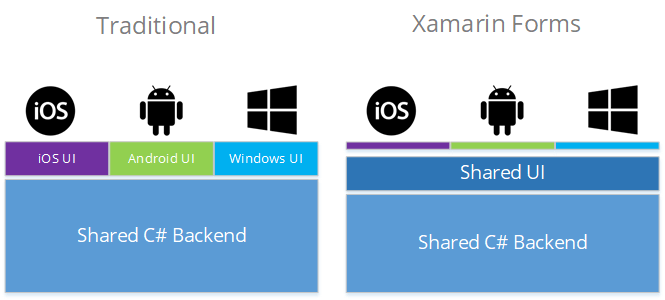 Traditional
Xamarin Forms
iOS
iOS
iOS UI
Android UI
Windows UI
Shared UI
Shared C# Backend
Shared C# Backend